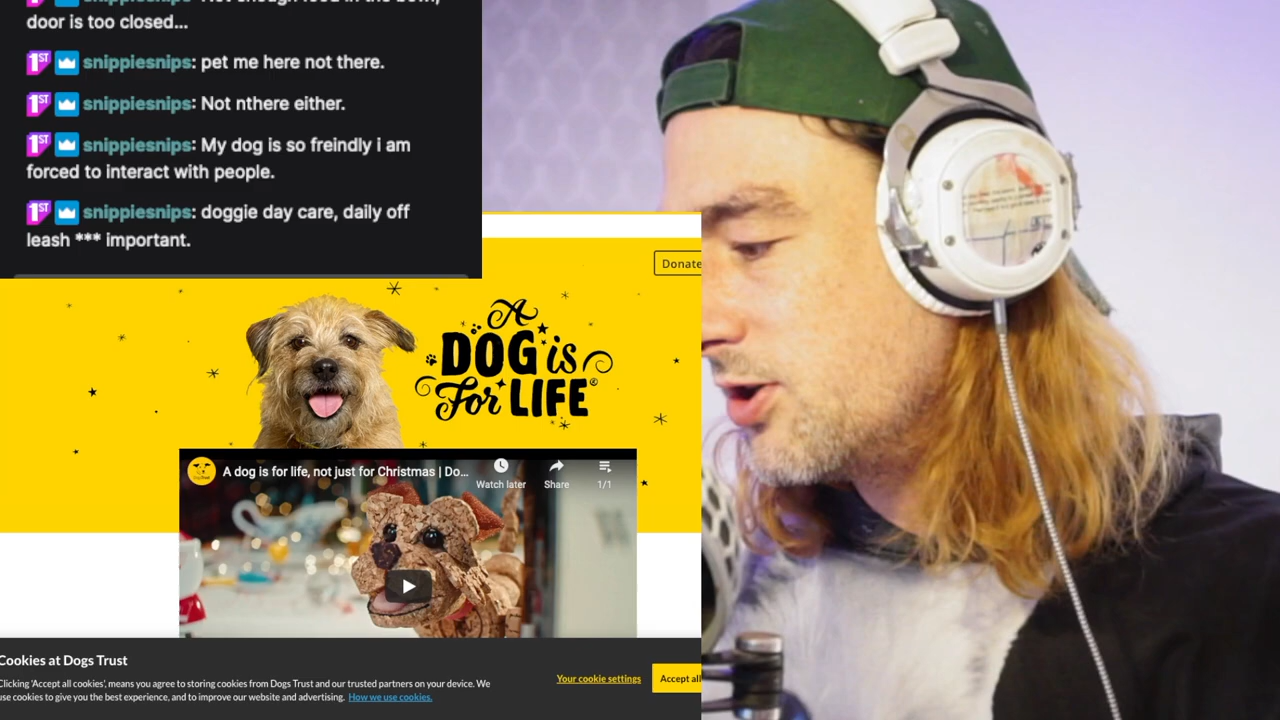 door is too closed...
1ST snippiesnips: pet me here not there.
1ST snippiesnips: Not nthere either.
1ST snippiesnips: My dog is so freindly i am
forced to interact with people.
1ST snippiesnips: doggie day care, daily off
leash *** important.
Donate
A
DOG is
For LIFE®
A dog is for life, not just for Christmas | Do...
Watch later
Share
1/1
Cookies at Dogs Trust
Clicking 'Accept all cookies', means you agree to storing cookies from Dogs Trust and our trusted partners on your device. We
use cookies to give you the best experience, and to improve our website and advertising. How we use cookies.
Your cookie settings
Accept all